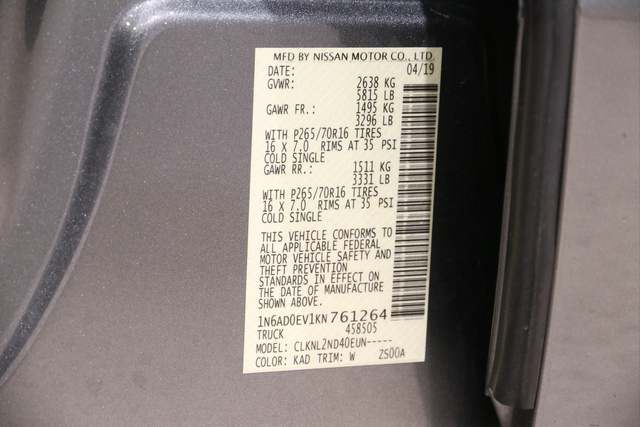 MFD BY NISSAN MOTOR CO., LTD.
DATE: 04/19
GVWR: 2638 KG
5815 LB
GAWR FR.: 1495 KG
3296 LB
WITH P265/70R16 TIRES
16 X 7.0 RIMS AT 35 PSI
COLD SINGLE
GAWR RR.: 1511 KG
3331 LB
WITH P265/70R16 TIRES
16 X 7.0 RIMS AT 35 PSI
COLD SINGLE
THIS VEHICLE CONFORMS TO
ALL APPLICABLE FEDERAL
MOTOR VEHICLE SAFETY AND
THEFT PREVENTION
STANDARDS IN EFFECT ON
THE DATE OF MANUFACTURE
SHOWN ABOVE.
1N6AD0EV1KN 761264
TRUCK 458505
MODEL: CLKNL2ND40EUN-----
COLOR: KAD TRIM: W ZS00A